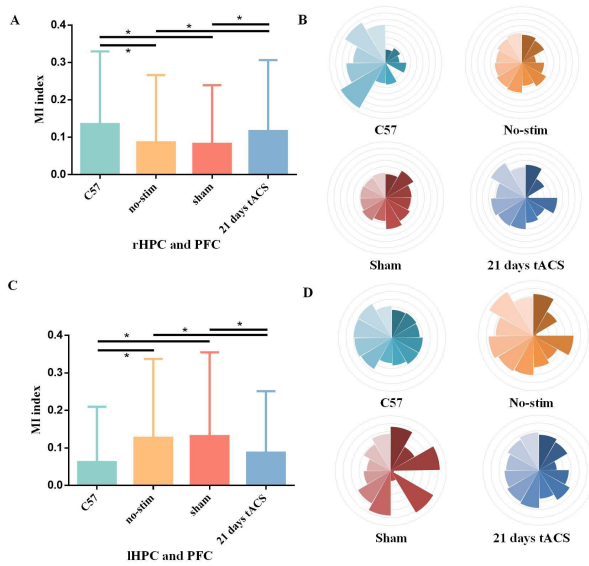 A
B
MI index
0.4
0.3
0.2
0.1
0.0
*
*
*
*
*
C57
no-stim
sham
21 days tACS
rHPC and PFC
C57
No-stim
Sham
21 days tACS
C
D
MI index
0.4
0.3
0.2
0.1
0.0
*
*
*
*
*
C57
no-stim
sham
21 days tACS
lHPC and PFC
C57
No-stim
Sham
21 days tACS